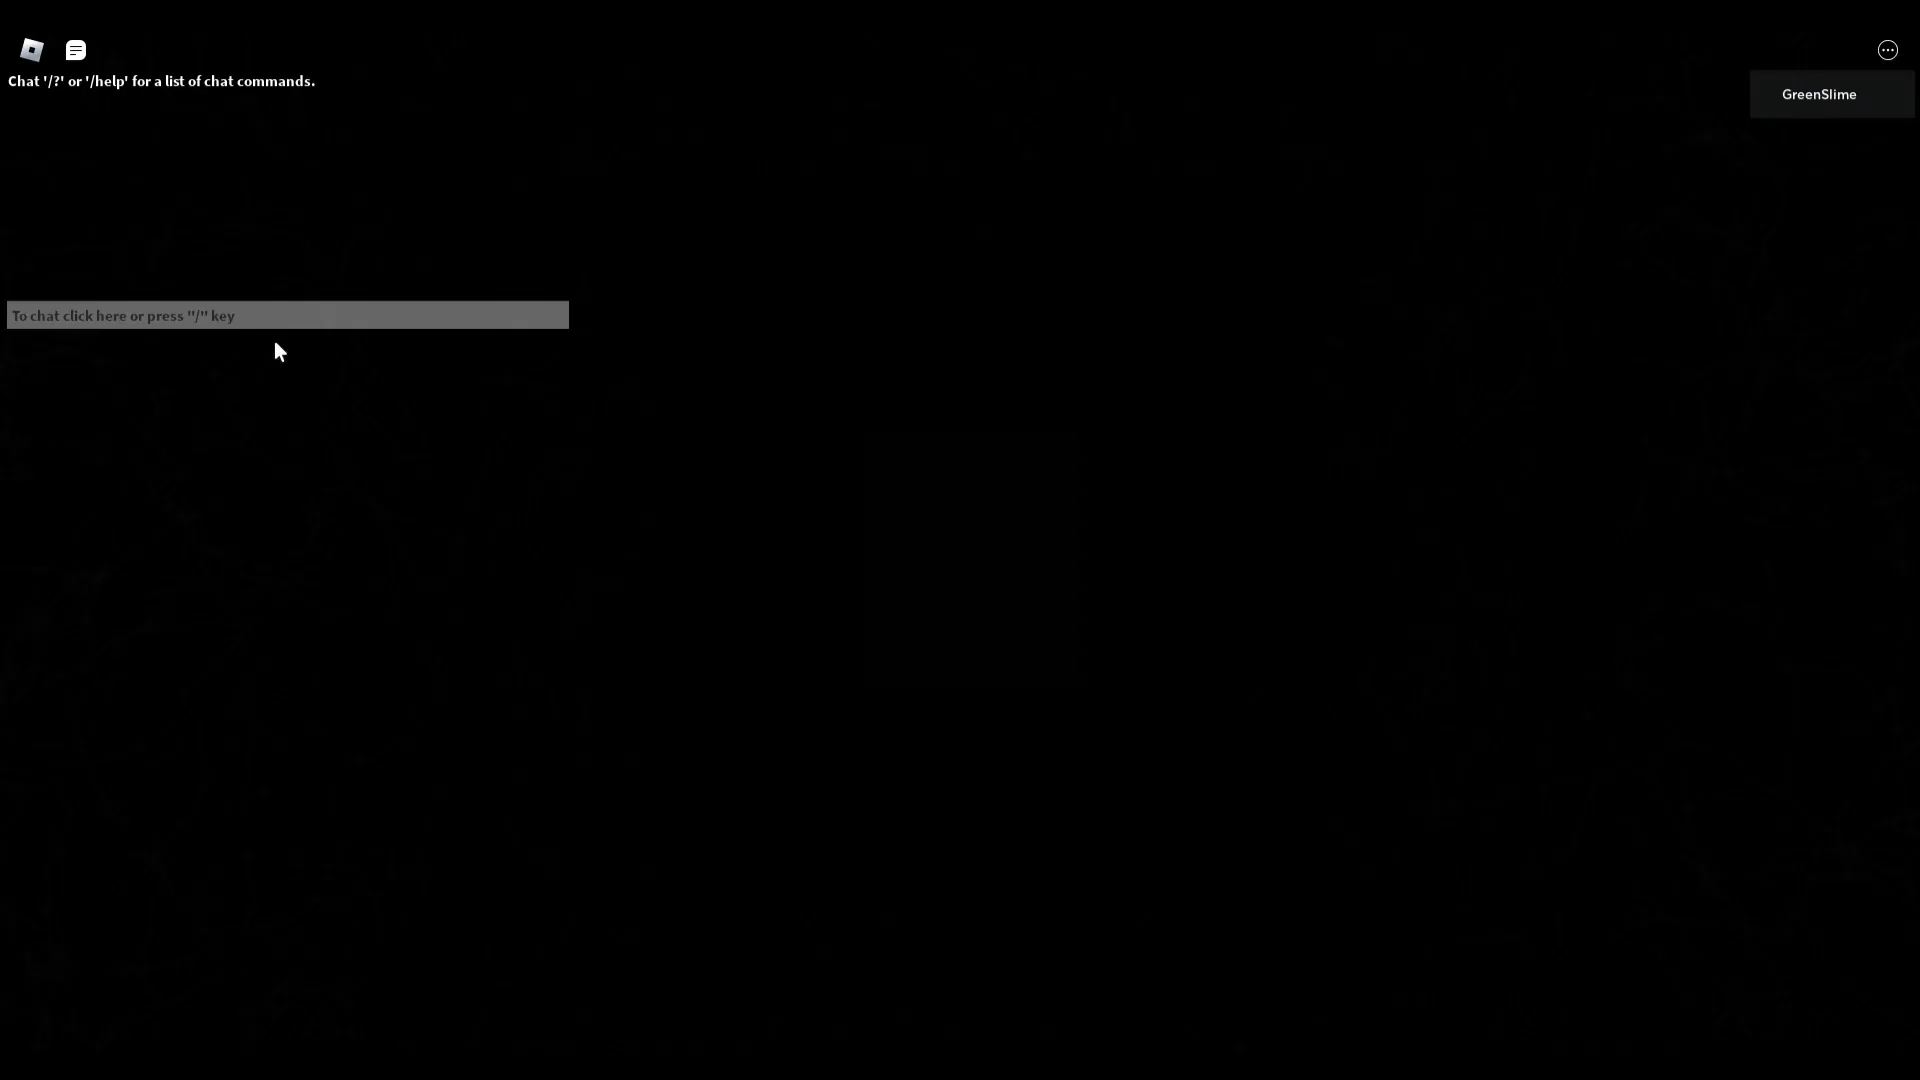 Chat '/?' or '/help' for a list of chat commands.
GreenSlime
To chat click here or press "/" key